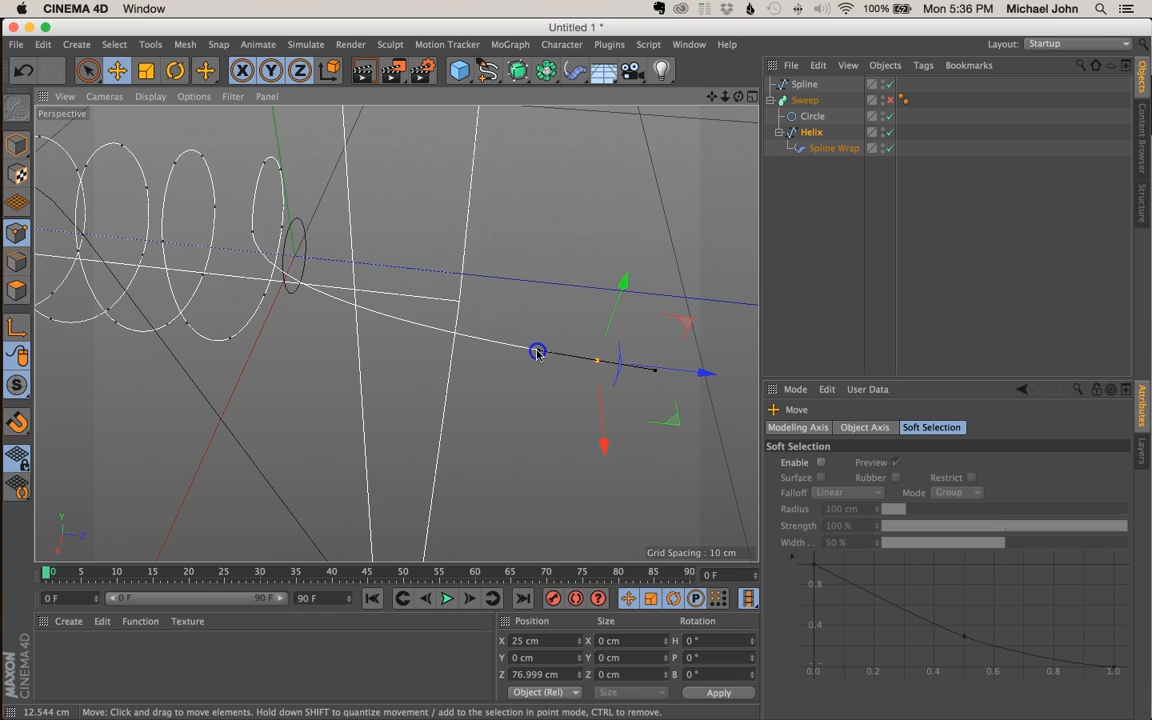 CINEMA 4D Window 100% Mon 5:36 PM Michael John
Untitled 1 *
File Edit Create Select Tools Mesh Snap Animate Simulate Render Sculpt Motion Tracker MoGraph Character Plugins Script Window Help Layout: Startup
X Y Z
View Cameras Display Options Filter Panel
File Edit View Objects Tags Bookmarks
Perspective
Spline
Sweep
Circle
Helix
Spline Wrap
Objects
Content Browser
Structure
Mode Edit User Data
Move
Modeling Axis Object Axis Soft Selection
Soft Selection
Enable Preview
Surface Rubber Restrict
Falloff Linear Mode Group
Radius 100 cm
Strength 100 %
Width . . 50 %
0.8
0.4
0.0 0.2 0.4 0.6 0.8 1.0
Attributes
Layers
Y
Z
X
Grid Spacing : 10 cm
0 5 10 15 20 25 30 35 40 45 50 55 60 65 70 75 80 85 90 0 F
0 F 0 F 90 F 90 F
Create Edit Function Texture
Position Size Rotation
X 25 cm X 0 cm H 0 °
Y 0 cm Y 0 cm P 0 °
Z 76.999 cm Z 0 cm B 0 °
Object (Rel) Size Apply
MAXON
CINEMA 4D
12.544 cm Move: Click and drag to move elements. Hold down SHIFT to quantize movement / add to the selection in point mode, CTRL to remove.